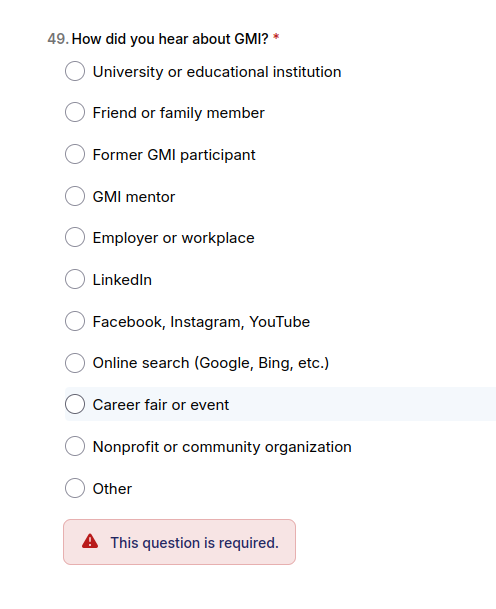 49. How did you hear about GMI? *
University or educational institution
Friend or family member
Former GMI participant
GMI mentor
Employer or workplace
LinkedIn
Facebook, Instagram, YouTube
Online search (Google, Bing, etc.)
Career fair or event
Nonprofit or community organization
Other
This question is required.